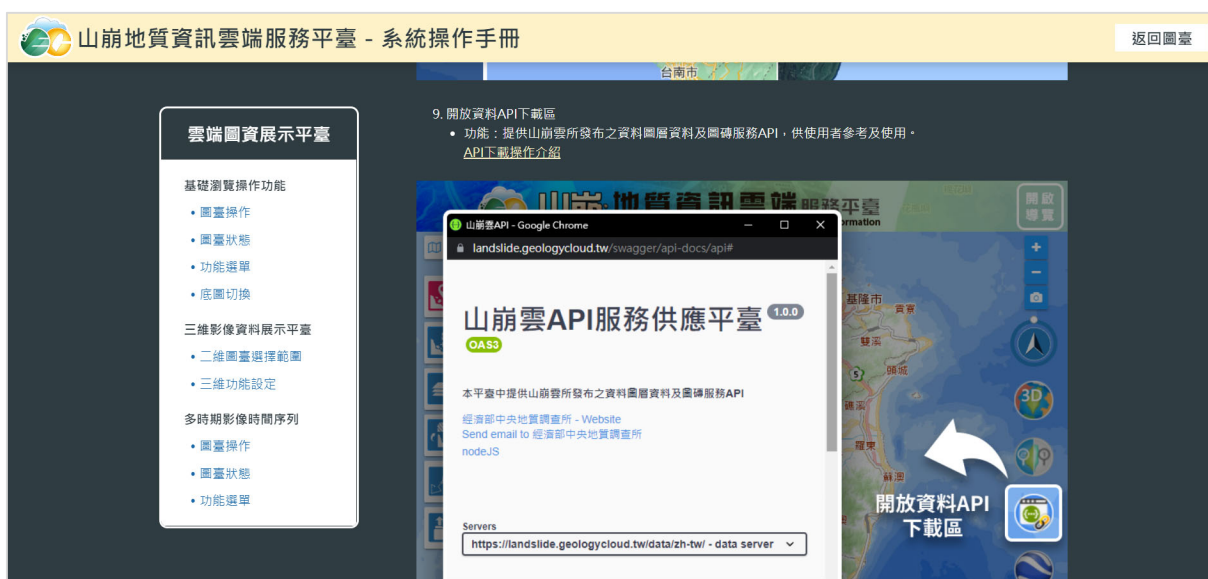 山崩地質資訊雲端服務平臺 - 系統操作手冊
返回圖臺
台南市
雲端圖資展示平臺
基礎瀏覽操作功能
• 圖臺操作
• 圖臺狀態
• 功能選單
• 底圖切換
三維影像資料展示平臺
• 二維圖臺選擇範圍
• 三維功能設定
多時期影像時間序列
• 圖臺操作
• 圖臺狀態
• 功能選單
9. 開放資料API下載區
• 功能：提供山崩雲所發布之資料圖層資料及圖磚服務API，供使用者參考及使用。
API下載操作介紹
山崩地質資訊雲端服務平臺
開啟
導覽
山崩雲API - Google Chrome
landslide.geologycloud.tw/swagger/api-docs/api#
山崩雲API服務供應平臺 1.0.0
OAS3
本平臺中提供山崩雲所發布之資料圖層資料及圖磚服務API
經濟部中央地質調查所 - Website
Send email to 經濟部中央地質調查所
nodeJS
Servers
https://landslide.geologycloud.tw/data/zh-tw/ - data server
基隆市
貢寮
雙溪
5
頭城
礁溪
羅東
蘇澳
3D
開放資料API
下載區